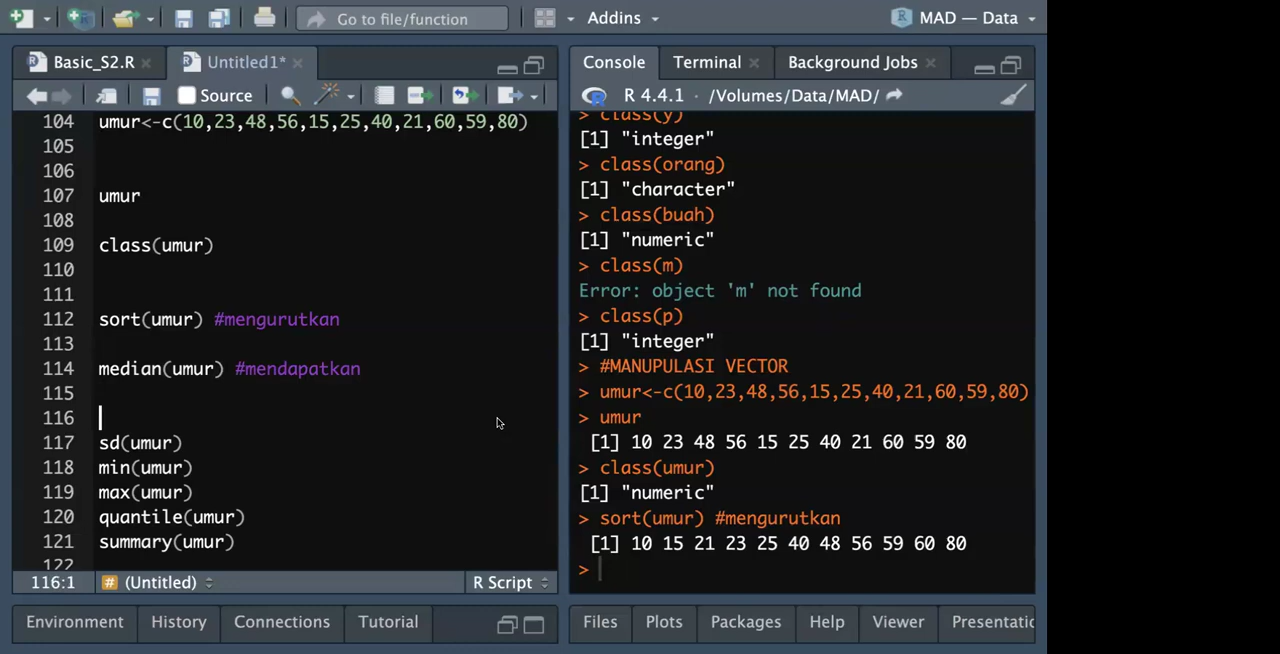 Go to file/function
Addins
MAD — Data
Basic_S2.R
Untitled1*
Source
104 umur<-c(10,23,48,56,15,25,40,21,60,59,80)
105
106
107 umur
108
109 class(umur)
110
111
112 sort(umur) #mengurutkan
113
114 median(umur) #mendapatkan
115
116
117 sd(umur)
118 min(umur)
119 max(umur)
120 quantile(umur)
121 summary(umur)
122
116:1 # (Untitled) R Script
Environment History Connections Tutorial
Console Terminal Background Jobs
R 4.4.1 · /Volumes/Data/MAD/
> class(y)
[1] "integer"
> class(orang)
[1] "character"
> class(buah)
[1] "numeric"
> class(m)
Error: object 'm' not found
> class(p)
[1] "integer"
> #MANUPULASI VECTOR
> umur<-c(10,23,48,56,15,25,40,21,60,59,80)
> umur
[1] 10 23 48 56 15 25 40 21 60 59 80
> class(umur)
[1] "numeric"
> sort(umur) #mengurutkan
[1] 10 15 21 23 25 40 48 56 59 60 80
>
Files Plots Packages Help Viewer Presentatic